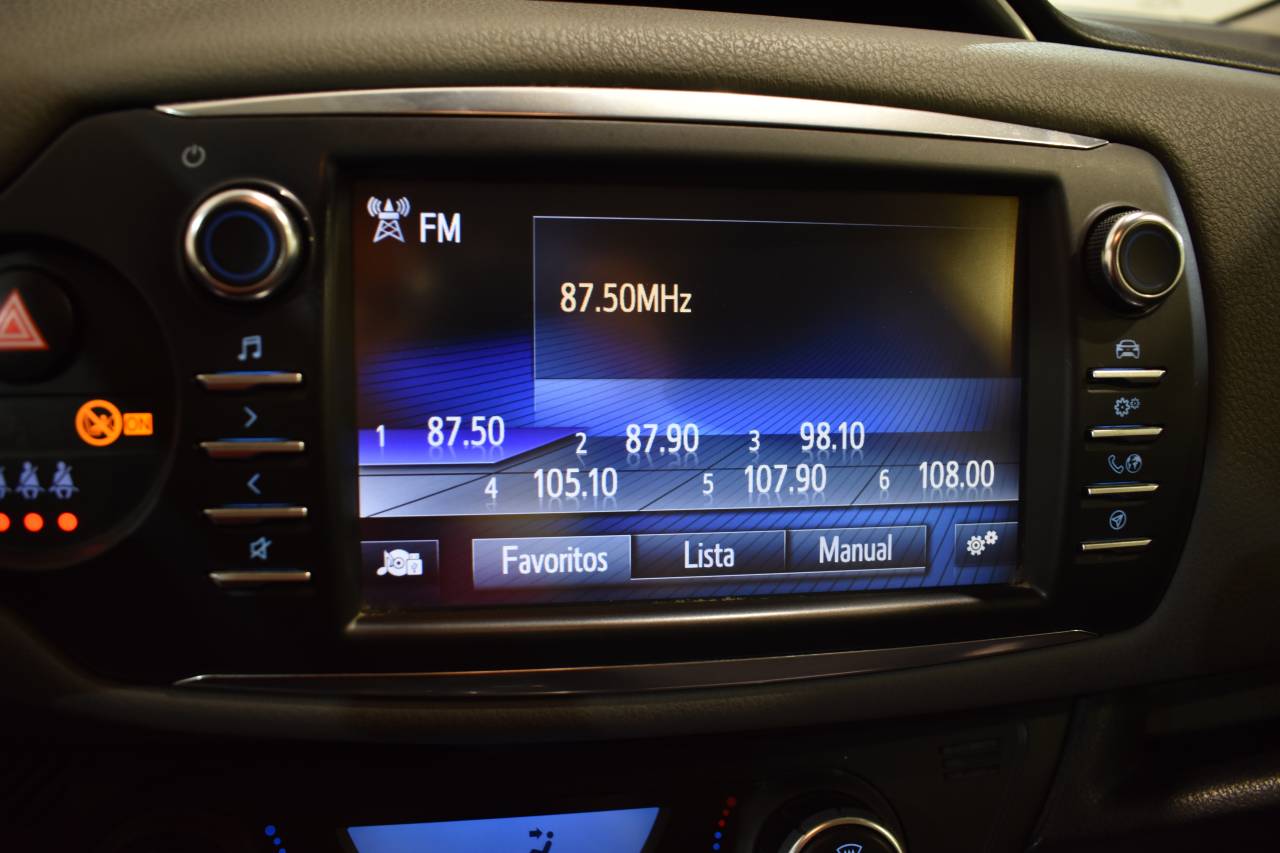 FM
87.50MHz
ON
1 87.50 2 87.90 3 98.10
4 105.10 5 107.90 6 108.00
Favoritos Lista Manual